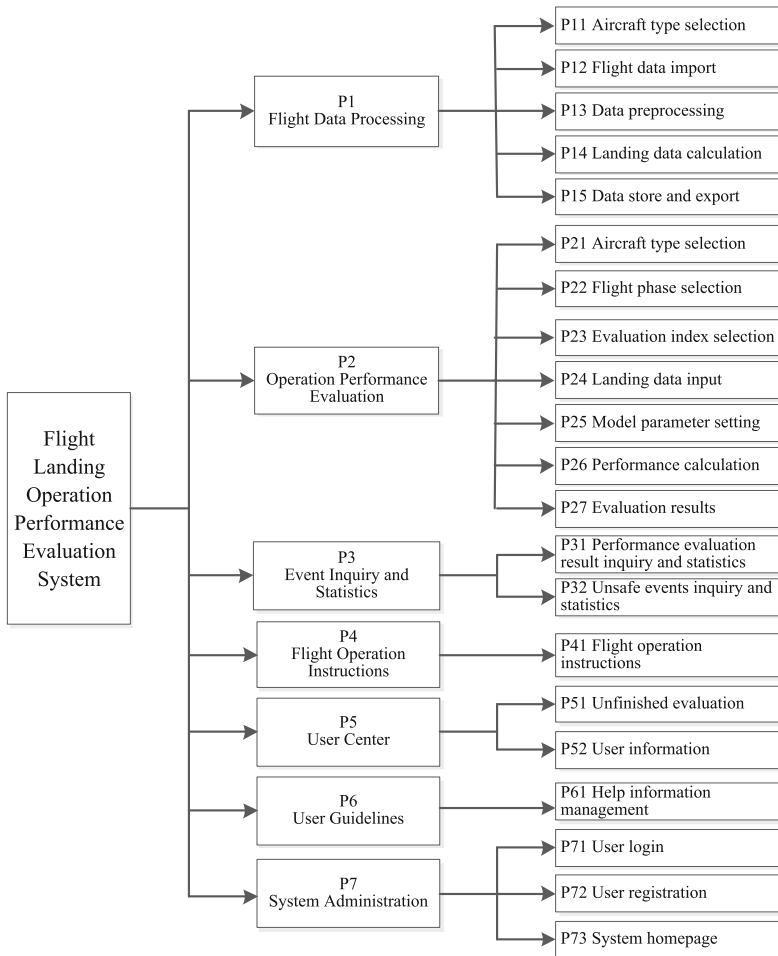 Flight
Landing
Operation
Performance
Evaluation
System
P1
Flight Data Processing
P11 Aircraft type selection
P12 Flight data import
P13 Data preprocessing
P14 Landing data calculation
P15 Data store and export
P2
Operation Performance
Evaluation
P21 Aircraft type selection
P22 Flight phase selection
P23 Evaluation index selection
P24 Landing data input
P25 Model parameter setting
P26 Performance calculation
P27 Evaluation results
P3
Event Inquiry and
Statistics
P31 Performance evaluation
result inquiry and statistics
P32 Unsafe events inquiry and
statistics
P4
Flight Operation
Instructions
P41 Flight operation
instructions
P5
User Center
P51 Unfinished evaluation
P52 User information
P6
User Guidelines
P61 Help information
management
P7
System Administration
P71 User login
P72 User registration
P73 System homepage